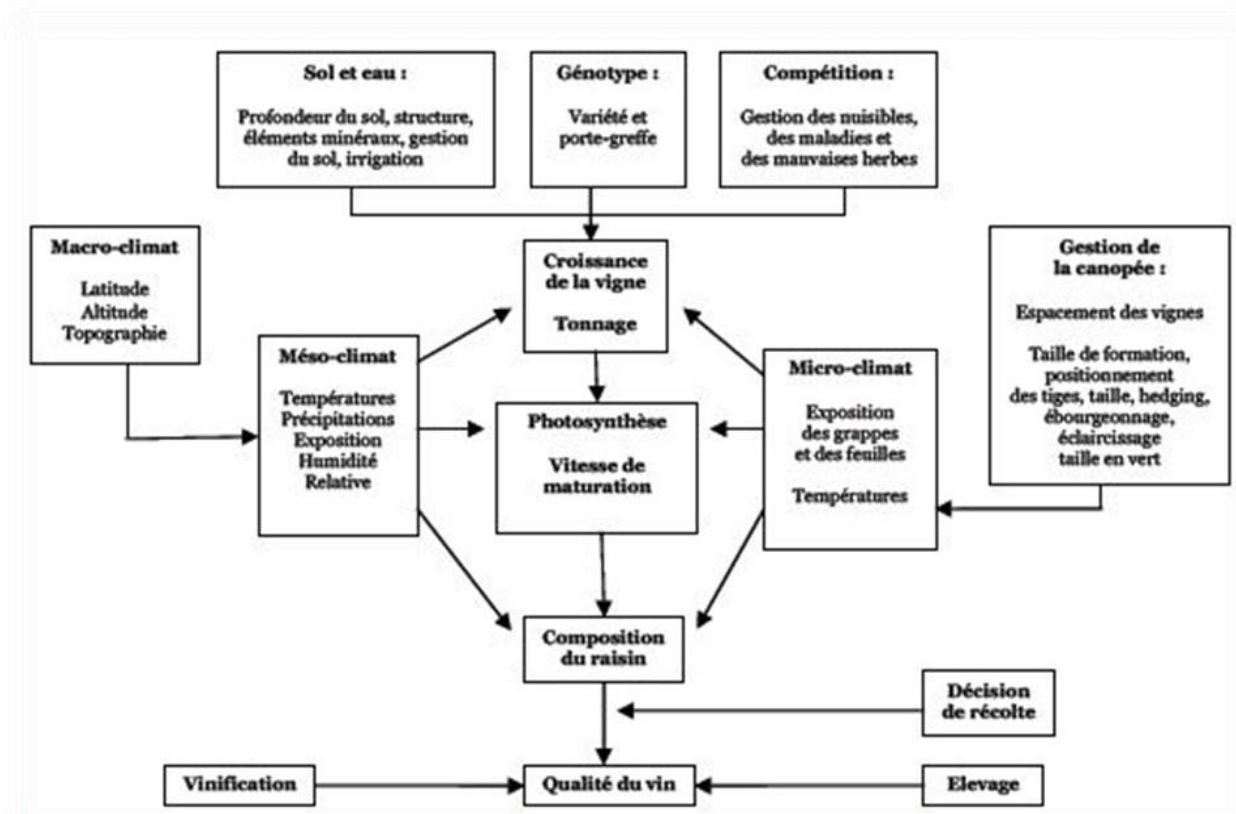 Sol et eau :
Profondeur du sol, structure,
éléments minéraux, gestion
du sol, irrigation
Génotype :
Variété et
porte-greffe
Compétition :
Gestion des nuisibles,
des maladies et
des mauvaises herbes
Macro-climat
Latitude
Altitude
Topographie
Croissance
de la vigne
Tonnage
Gestion de
la canopée :
Espacement des vignes
Taille de formation,
positionnement
des tiges, taille, hedging,
ébourgeonnage,
éclaircissage
taille en vert
Méso-climat
Températures
Précipitations
Exposition
Humidité
Relative
Photosynthèse
Vitesse de
maturation
Micro-climat
Exposition
des grappes
et des feuilles
Températures
Composition
du raisin
Décision
de récolte
Vinification
Qualité du vin
Elevage